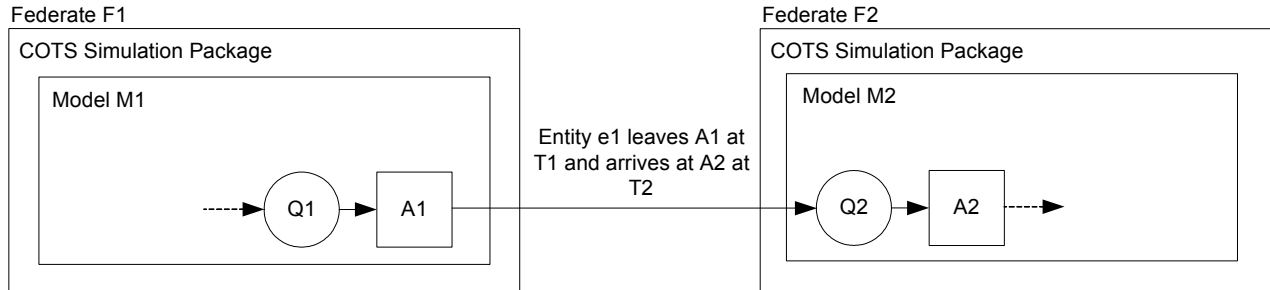 Federate F1
COTS Simulation Package
Model M1
Q1
A1
Entity e1 leaves A1 at
T1 and arrives at A2 at
T2
Federate F2
COTS Simulation Package
Model M2
Q2
A2